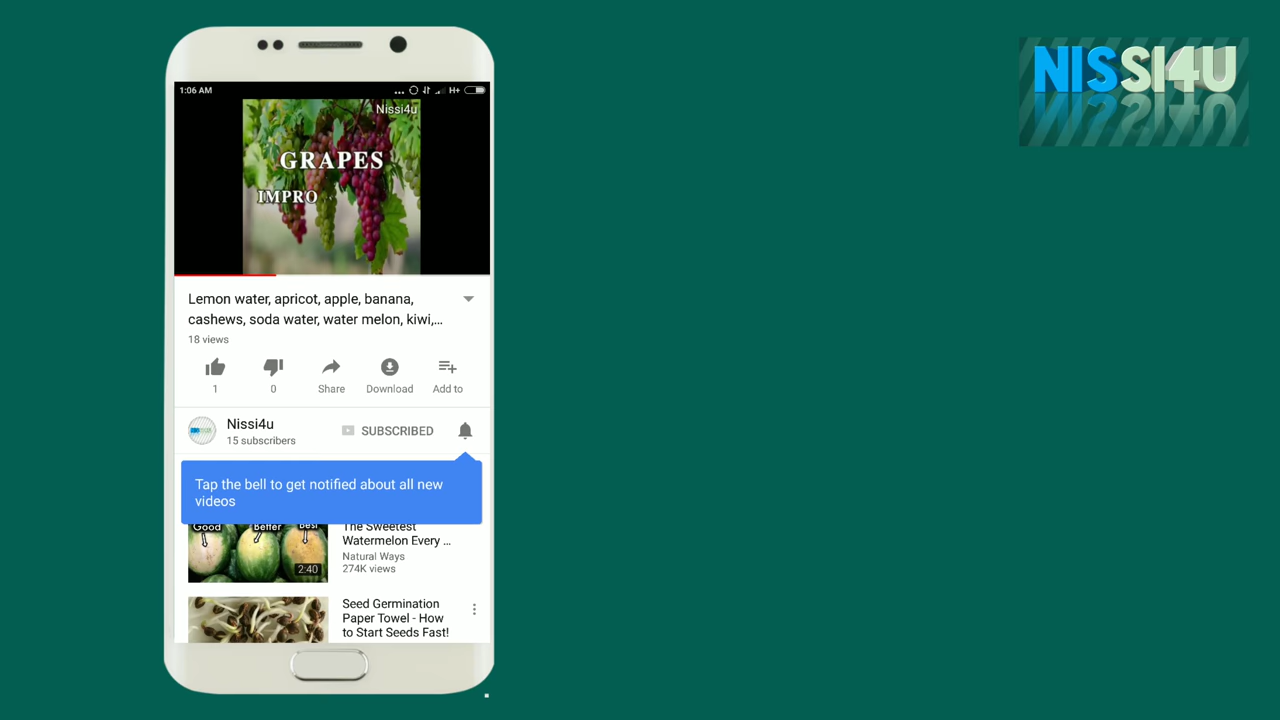 NISSI4U
1:06 AM
H+
Nissi4u
GRAPES
IMPRO
Lemon water, apricot, apple, banana,
cashews, soda water, water melon, kiwi,...
18 views
1
0
Share
Download
Add to
Nissi4u
SUBSCRIBED
15 subscribers
Tap the bell to get notified about all new
videos
Good
Better
Best
2:40
The Sweetest
Watermelon Every ...
Natural Ways
274K views
Seed Germination
Paper Towel - How
to Start Seeds Fast!